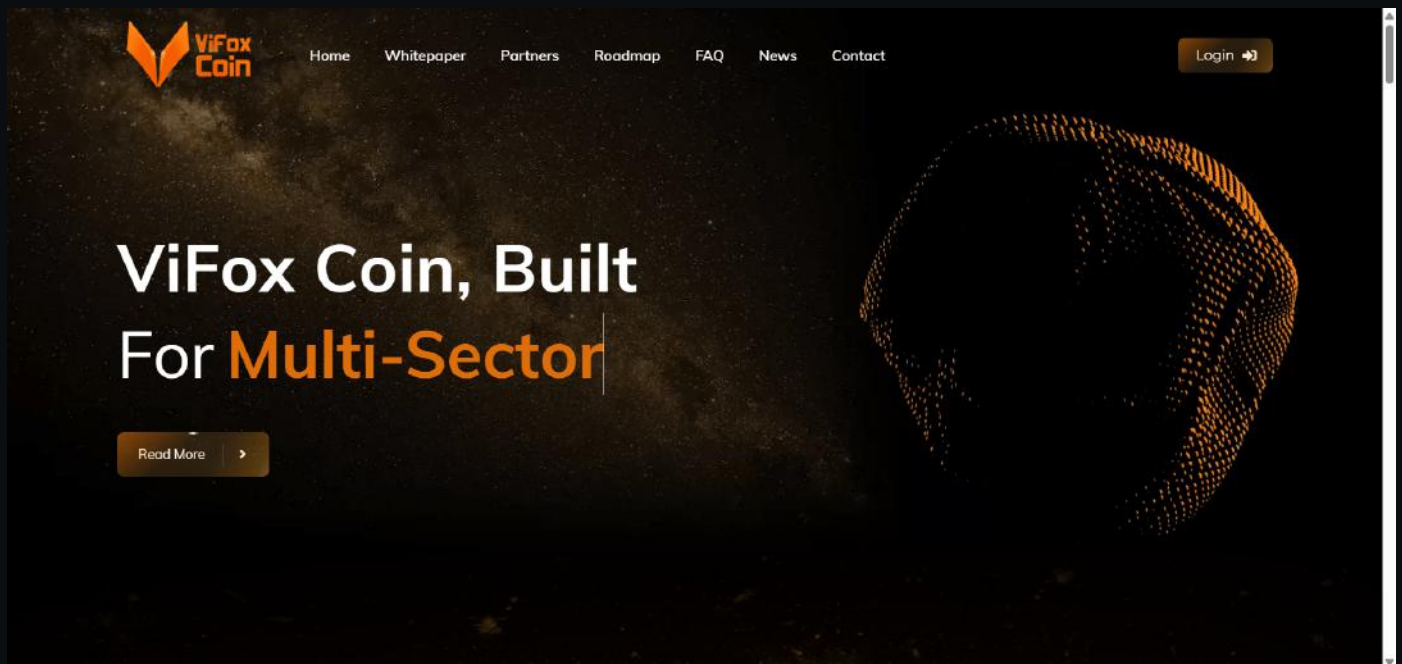 ViFox
Coin
Home Whitepaper Partners Roadmap FAQ News Contact
Login
ViFox Coin, Built
For Multi-Sector
Read More